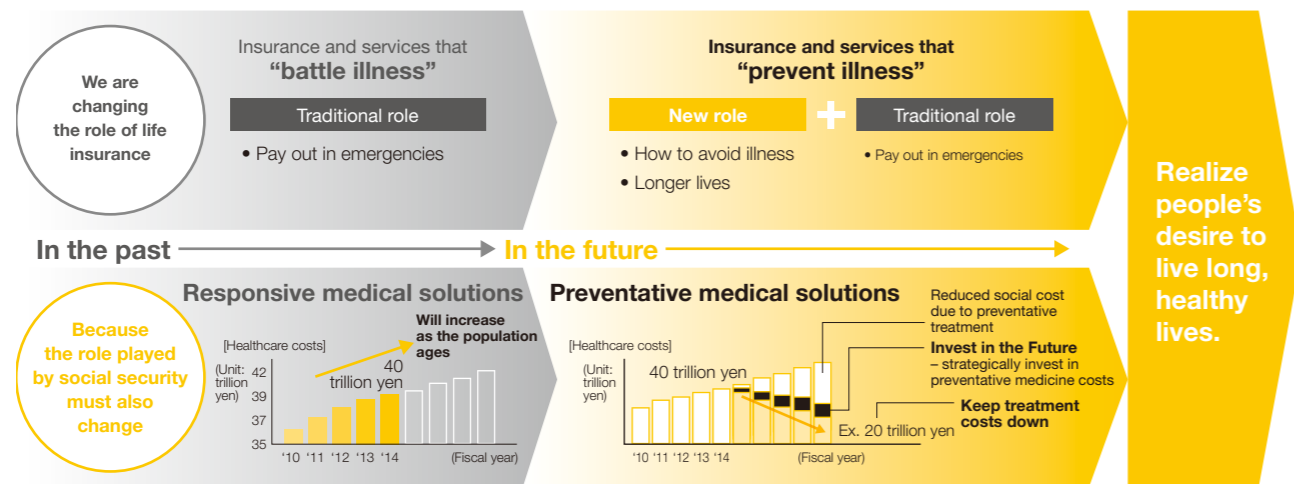 We are
changing
the role of life
insurance
Insurance and services that
“battle illness”
Traditional role
• Pay out in emergencies
Insurance and services that
“prevent illness”
New role
+
Traditional role
• How to avoid illness
• Longer lives
• Pay out in emergencies
In the past
In the future
Realize
people’s
desire to
live long,
healthy
lives.
Because
the role played
by social security
must also
change
Responsive medical solutions
Will increase
as the population
ages
[Healthcare costs]
(Unit:
trillion
yen)
42
39
37
35
40
trillion yen
‘10 ‘11 ‘12 ‘13 ‘14
(Fiscal year)
Preventative medical solutions
[Healthcare costs]
(Unit:
trillion
yen)
40 trillion yen
Reduced social cost
due to preventative
treatment
Invest in the Future
– strategically invest in
preventative medicine costs
Keep treatment
costs down
Ex. 20 trillion yen
‘10 ‘11 ‘12 ‘13 ‘14
(Fiscal year)